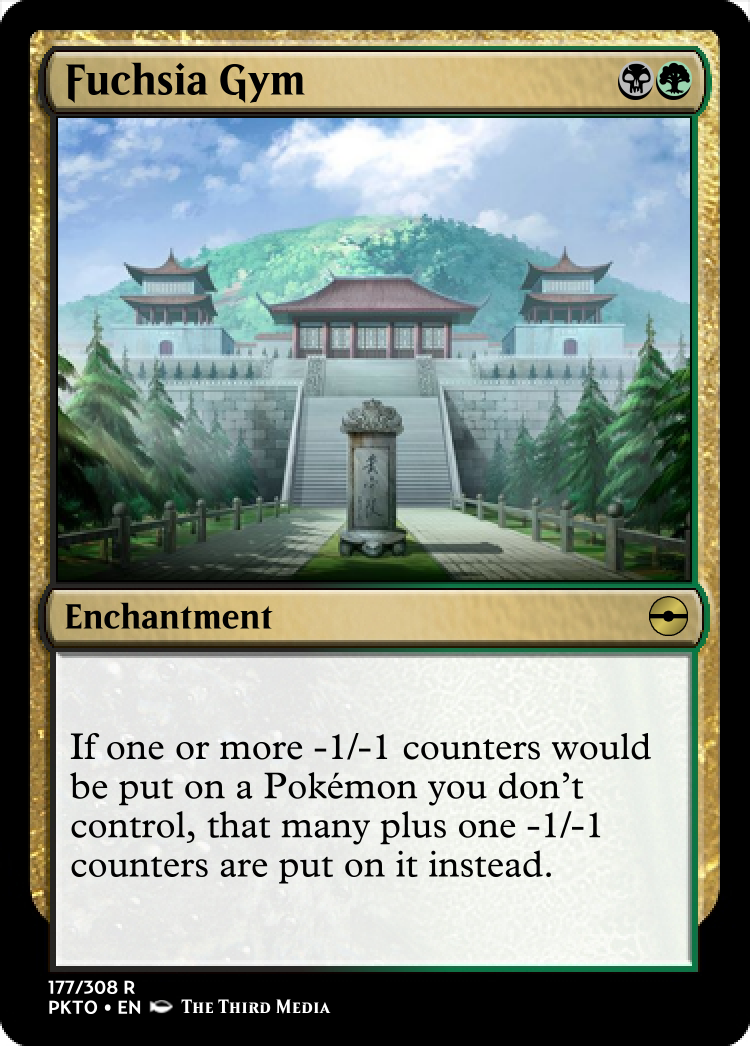 Fuchsia Gym
Enchantment
If one or more -1/-1 counters would
be put on a Pokémon you don't
control, that many plus one -1/-1
counters are put on it instead.
177/308 R
PKTO • EN The Third Media